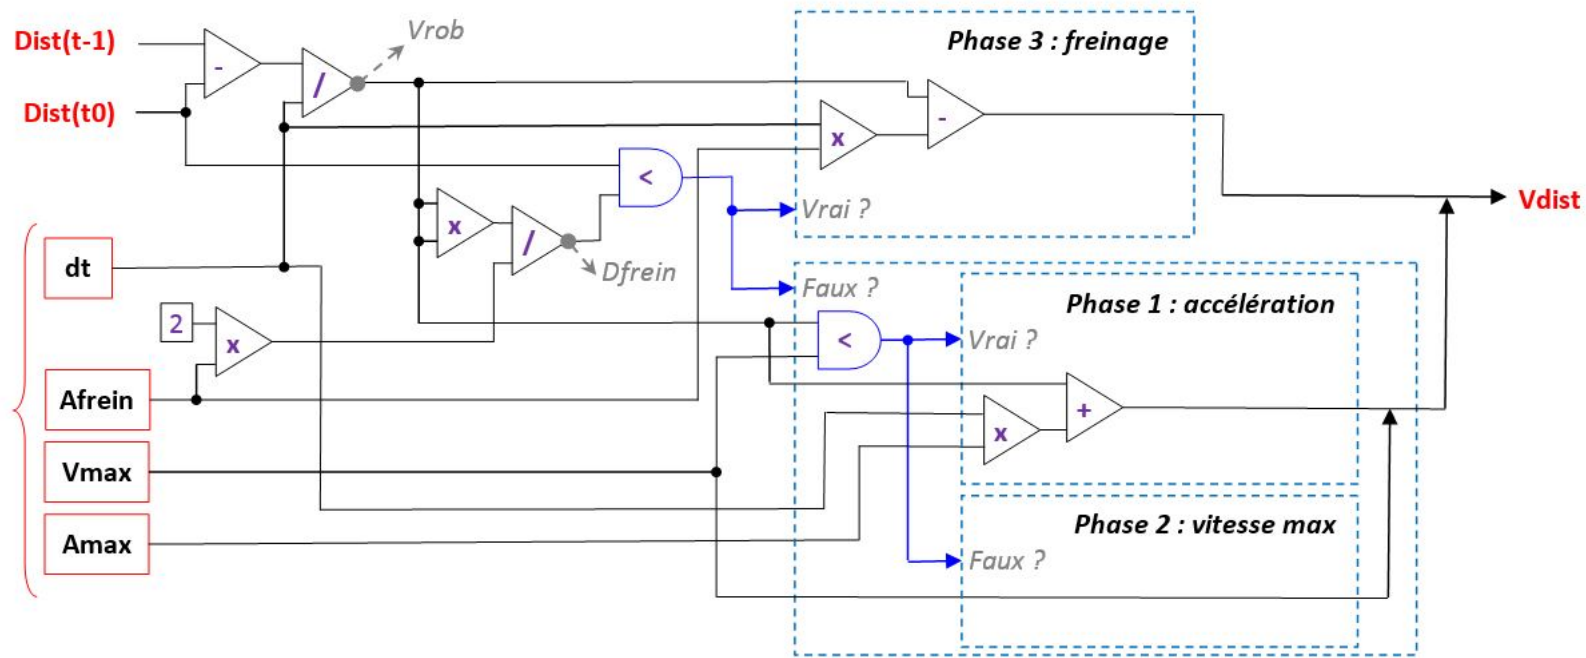 Vrob
Dist(t-1)
Dist(t0)
-
/
Phase 3 : freinage
-
x
<
Vrai ?
x
/
Dfrein
dt
Faux ?
Phase 1 : accélération
2
x
<
Vrai ?
Afrein
+
x
Vmax
Amax
Phase 2 : vitesse max
Faux ?
Vdist